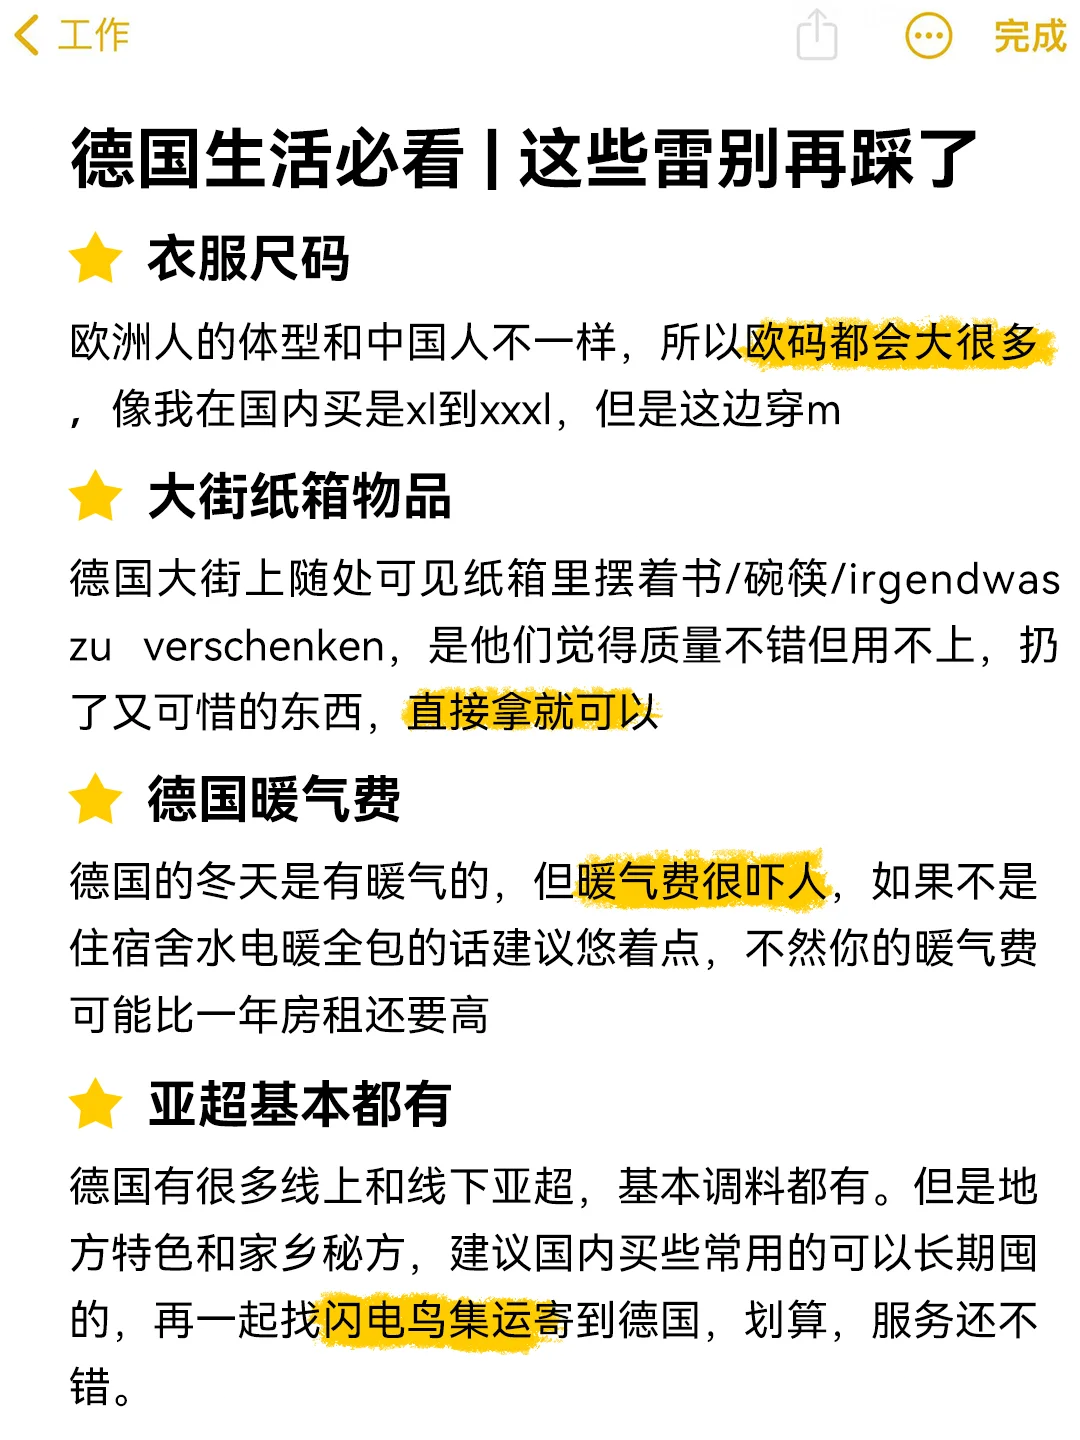 工作
完成
德国生活必看 | 这些雷别再踩了
衣服尺码
欧洲人的体型和中国人不一样，所以欧码都会大很多
，像我在国内买是xl到xxxl，但是这边穿m
大街纸箱物品
德国大街上随处可见纸箱里摆着书/碗筷/irgendwas
zu verschenken，是他们觉得质量不错但用不上，扔
了又可惜的东西，直接拿就可以
德国暖气费
德国的冬天是有暖气的，但暖气费很吓人，如果不是
住宿舍水电暖全包的话建议悠着点，不然你的暖气费
可能比一年房租还要高
亚超基本都有
德国有很多线上和线下亚超，基本调料都有。但是地
方特色和家乡秘方，建议国内买些常用的可以长期囤
的，再一起找闪电鸟集运寄到德国，划算，服务还不
错。